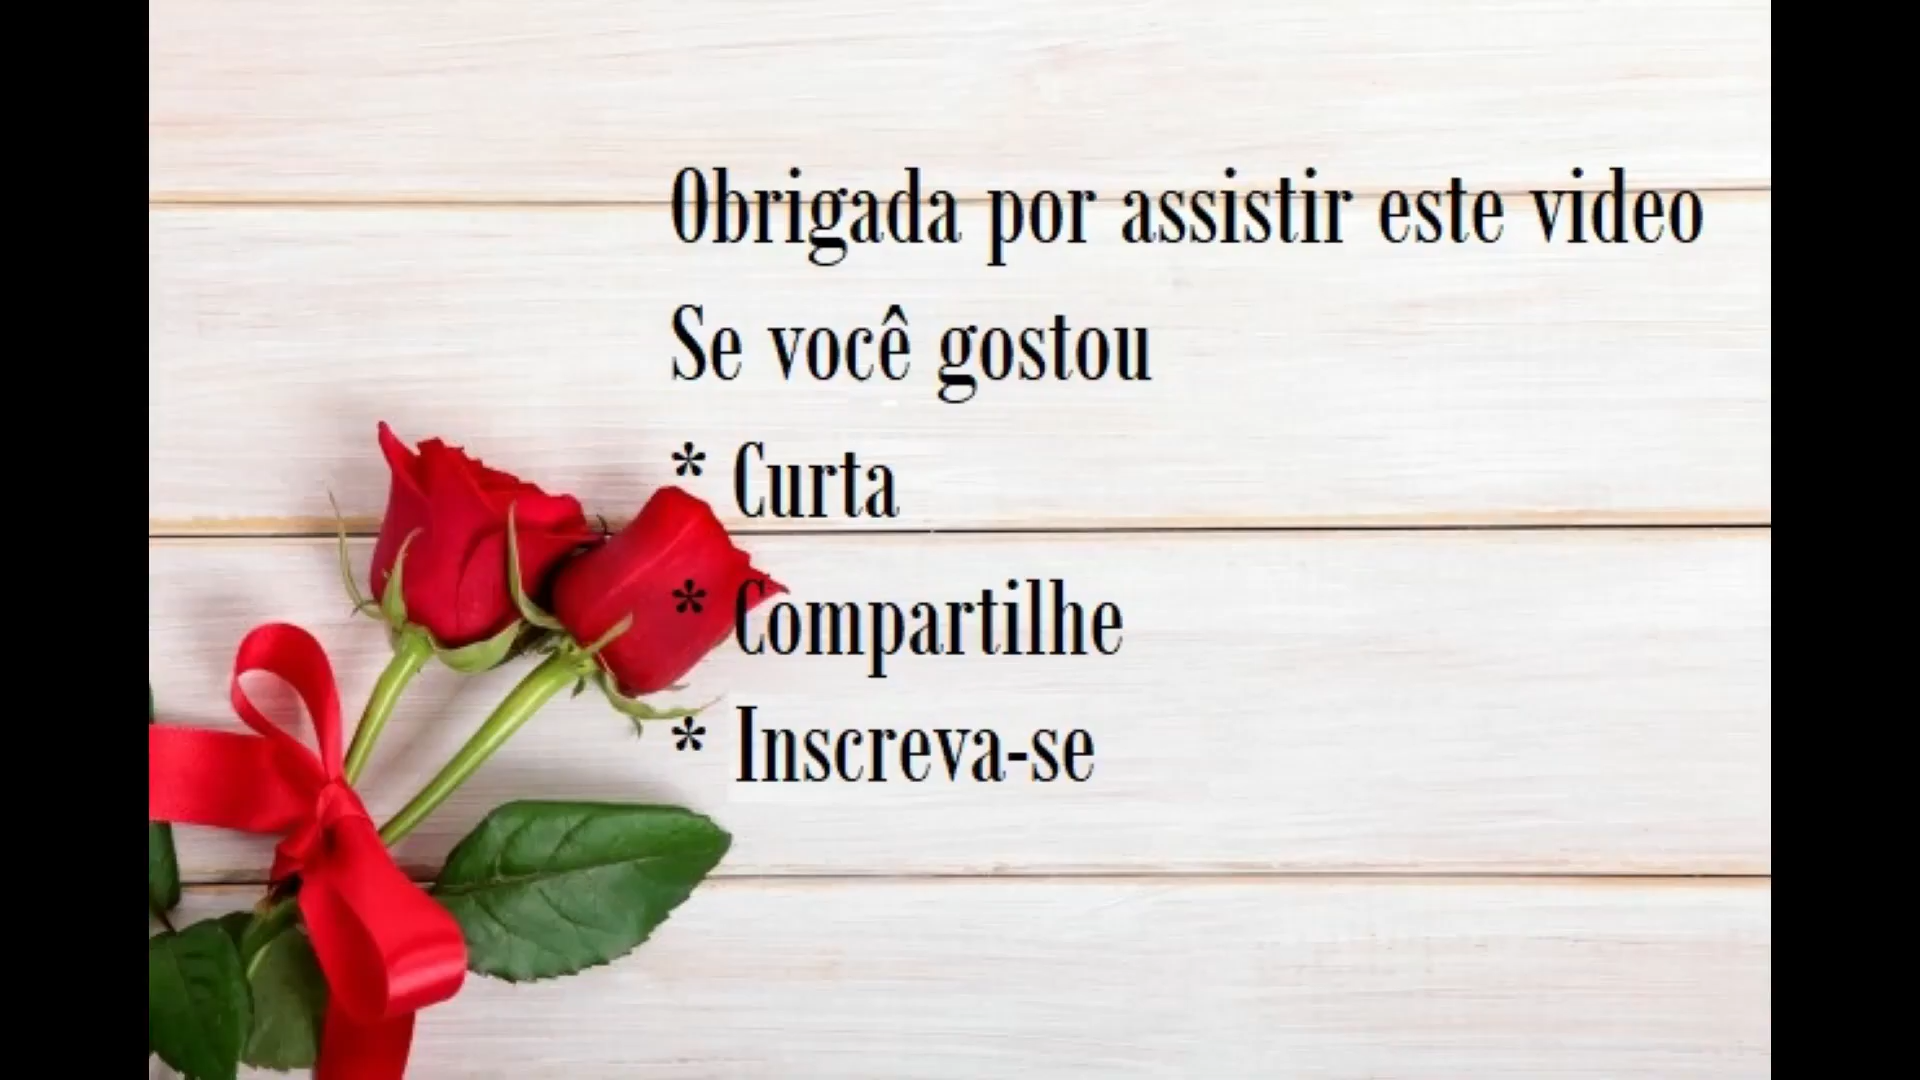 Obrigada por assistir este video
Se você gostou
* Curta
* Compartilhe
* Inscreva-se